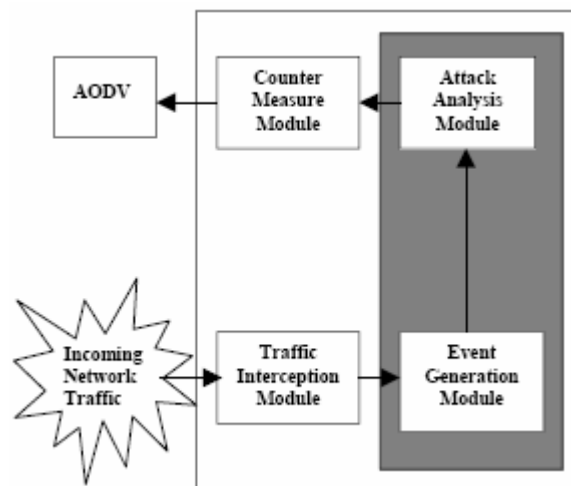 AODV
Counter
Measure
Module
Attack
Analysis
Module
Incoming
Network
Traffic
Traffic
Interception
Module
Event
Generation
Module